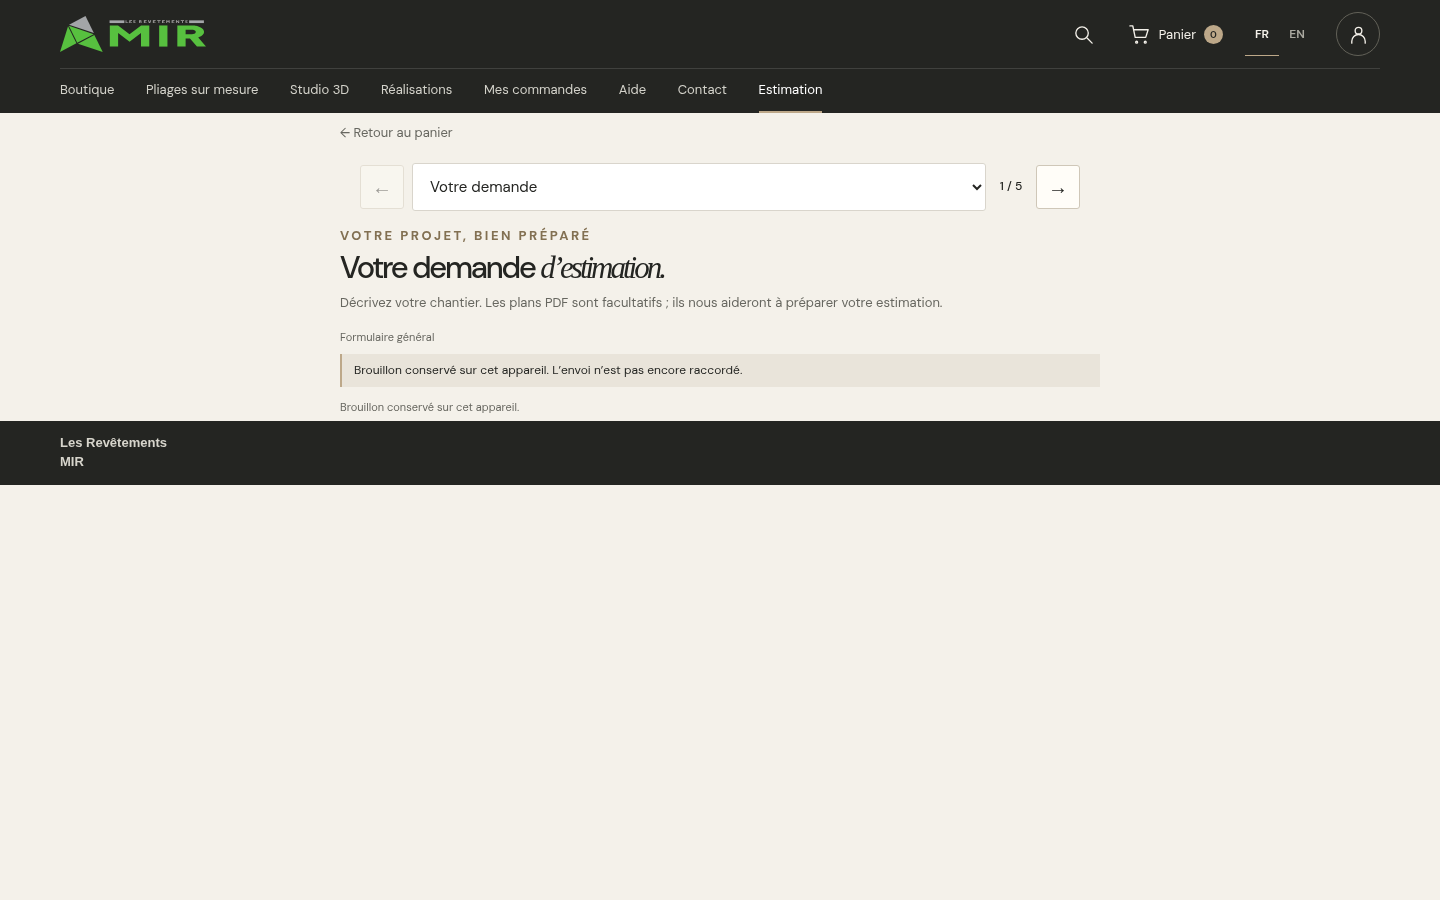 LES REVÊTEMENTS
MIR
Panier 0
FR EN
Boutique Pliages sur mesure Studio 3D Réalisations Mes commandes Aide Contact Estimation
← Retour au panier
← Votre demande 1 / 5 →
VOTRE PROJET, BIEN PRÉPARÉ
Votre demande d’estimation.
Décrivez votre chantier. Les plans PDF sont facultatifs ; ils nous aideront à préparer votre estimation.
Formulaire général
Brouillon conservé sur cet appareil. L’envoi n’est pas encore raccordé.
Brouillon conservé sur cet appareil.
Les Revêtements
MIR